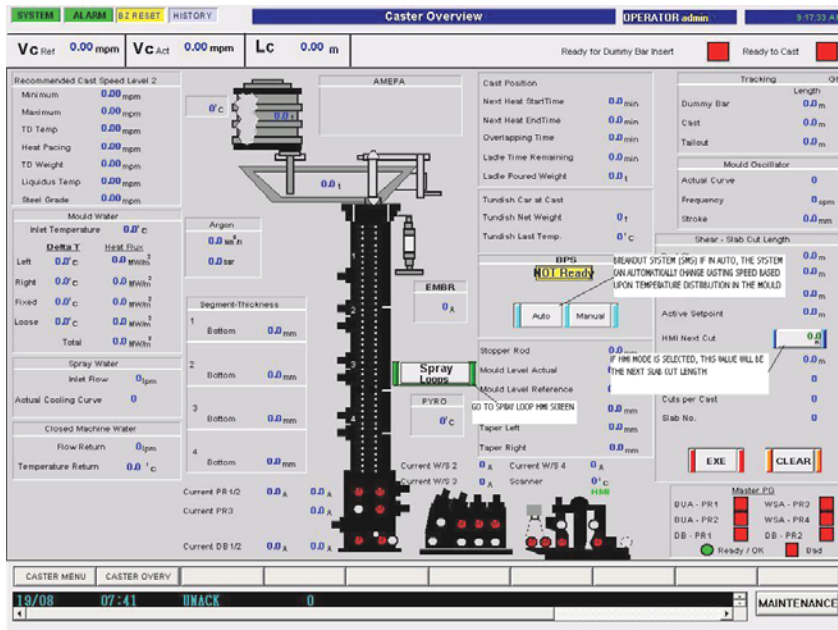 SYSTEM ALARM BZ RESET HISTORY Caster Overview OPERATOR admin 9:17:33 AM
Vc Ref 0.00 mpm Vc Act 0.00 mpm Lc 0.00 m Ready for Dummy Bar Insert Ready to Cast
Recommended Cast Speed Level 2
Minimum 0.00 mpm
Maximum 0.00 mpm
TD Temp 0.00 mpm
Heat Pacing 0.00 mpm
TD Weight 0.00 mpm
Liquidus Temp 0.00 mpm
Steel Grade 0.00 mpm
Mould Water
Inlet Temperature 0.0°C
Delta T Heat Flux
Left 0.0°C 0.0 MW/m²
Right 0.0°C 0.0 MW/m²
Fixed 0.0°C 0.0 MW/m²
Loose 0.0°C 0.0 MW/m²
Total 0.0 MW/m²
Spray Water
Inlet Flow 0 lpm
Actual Cooling Curve 0
Closed Machine Water
Flow Return 0 lpm
Temperature Return 0.0 °C
0°C
0.0 t
AMEPA
0.0 t
Argon
0.0
0.0 bar
Segment-Thickness
1
Bottom 0.0 mm
2
Bottom 0.0 mm
3
Bottom 0.0 mm
4
Bottom 0.0 mm
1
2
3
4
EMBR
0 A
Spray
Loops
GO TO SPRAY LOOP HMI SCREEN
PYRO
0°C
Current PR1/2 0.0 A 0.0 A
Current PR3 0.0 A
Current DB1/2 0.0 A 0.0 A
Cast Position
Next Heat StartTime 0.0 min
Next Heat EndTime 0.0 min
Overlapping Time 0.0 min
Ladle Time Remaining 0.0 min
Ladle Poured Weight 0.0 t
Tundish Car at Cast
Tundish Net Weight 0 t
Tundish Last Temp. 0°C
BPS
NOT Ready
Auto Manual
BREAKOUT SYSTEM (SMS) IF IN AUTO, THE SYSTEM
CAN AUTOMATICALLY CHANGE CASTING SPEED BASED
UPON TEMPERATURE DISTRIBUTION IN THE MOULD
Stopper Rod 0.0
Mould Level Actual
Mould Level Reference
0.0 mm
Taper Left 0.0 mm
Taper Right 0.0 mm
Current W/S 2 0 A Current W/S 4 0 A
Current W/S 3 0 A Scanner 0°C
HMI
Tracking
Length
Dummy Bar 0.0 m
Cast 0.0 m
Tailout 0.0 m
Mould Oscillator
Actual Curve 0
Frequency 0 opm
Stroke 0.0 mm
Shear - Slab Cut Length
0.0 m
0.0 m
Active Setpoint 0.0 m
HMI Next Cut 0.0 m
IF HMI MODE IS SELECTED, THIS VALUE WILL BE
THE NEXT SLAB CUT LENGTH
0.0 m
0
Cuts per Cast 0
Slab No. 0
EXE CLEAR
Master PG
BUA - PR1 WSA - PR3
BUA - PR2 WSA - PR4
DB - PR1 DB - PR2
Ready / OK Bad
CASTER MENU CASTER OVERV
19/08 07:41 UNACK 0
MAINTENANCE